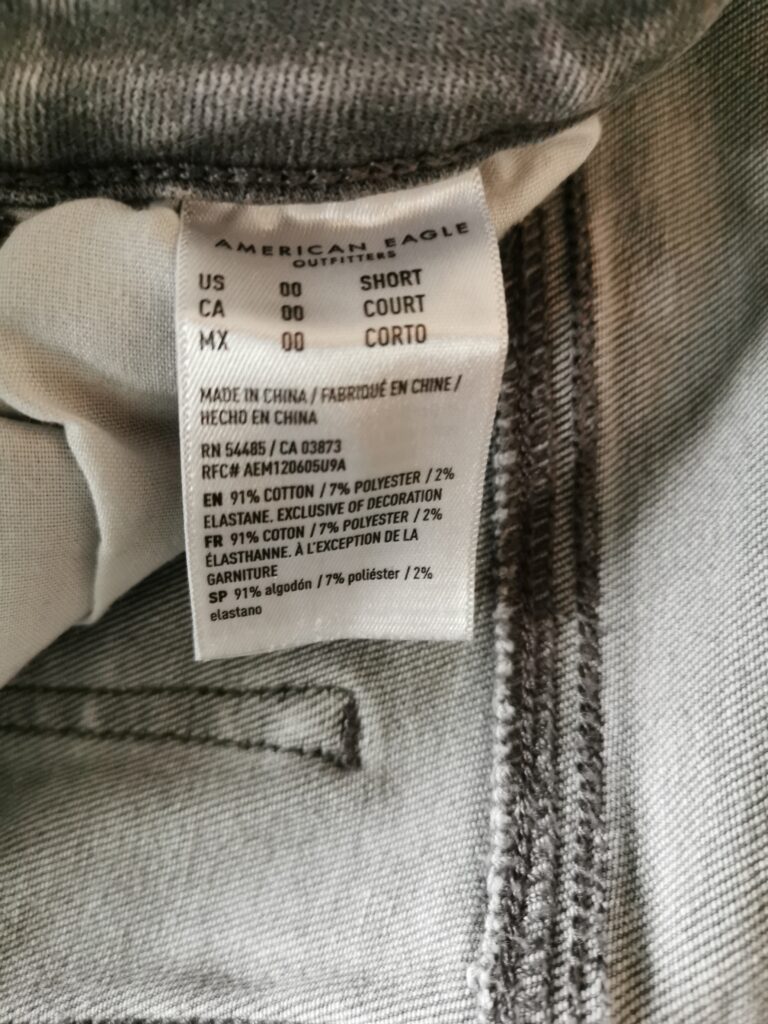 AMERICAN EAGLE
OUTFITTERS
US 00 SHORT
CA 00 COURT
MX 00 CORTO
MADE IN CHINA / FABRIQUÉ EN CHINE /
HECHO EN CHINA
RN 54485 / CA 03873
RFC# AEM120605U9A
EN 91% COTTON / 7% POLYESTER / 2%
ELASTANE. EXCLUSIVE OF DECORATION
FR 91% COTON / 7% POLYESTER / 2%
ÉLASTHANNE. À L'EXCEPTION DE LA
GARNITURE
SP 91% algodón / 7% poliéster / 2%
elastano